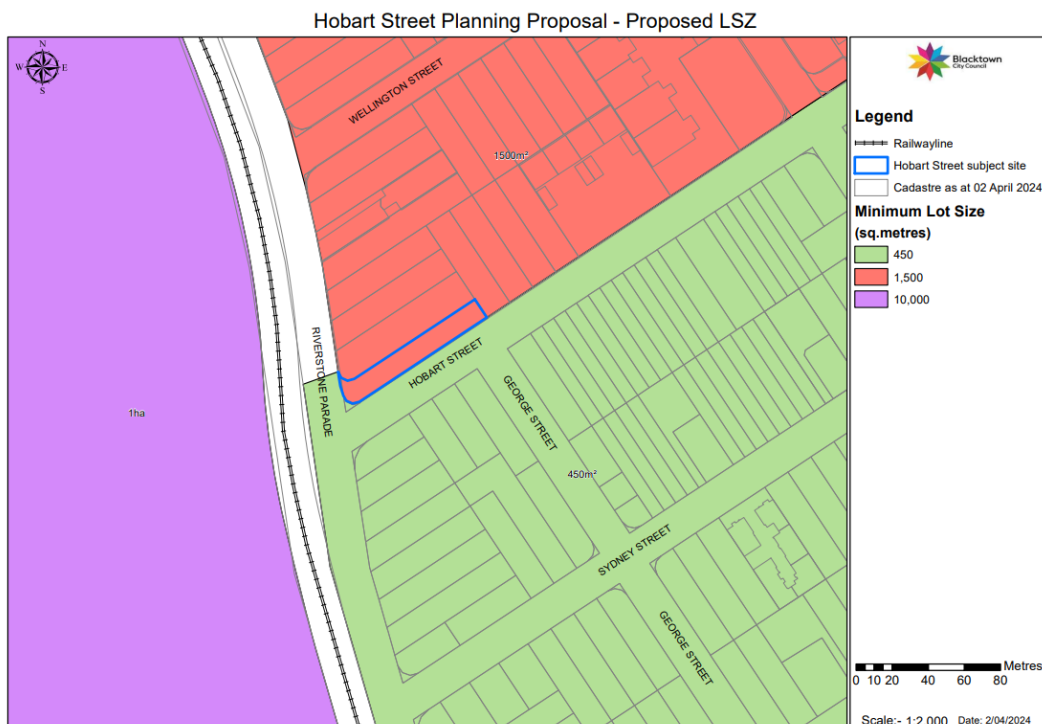 Hobart Street Planning Proposal - Proposed LSZ
N
W
E
S
WELLINGTON STREET
1500m²
RIVERSTONE PARADE
HOBART STREET
GEORGE STREET
1ha
450m²
SYDNEY STREET
GEORGE STREET
Blacktown
City Council
Legend
Railwayline
Hobart Street subject site
Cadastre as at 02 April 2024
Minimum Lot Size
(sq.metres)
450
1,500
10,000
Metres
0 10 20 40 60 80
Scale:- 1:2,000 Date: 2/04/2024